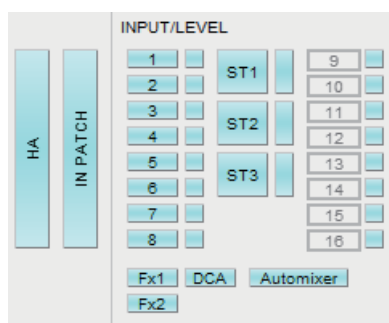 INPUT/LEVEL
HA
IN PATCH
1
2
3
4
5
6
7
8
ST1
ST2
ST3
9
10
11
12
13
14
15
16
Fx1 DCA Automixer
Fx2